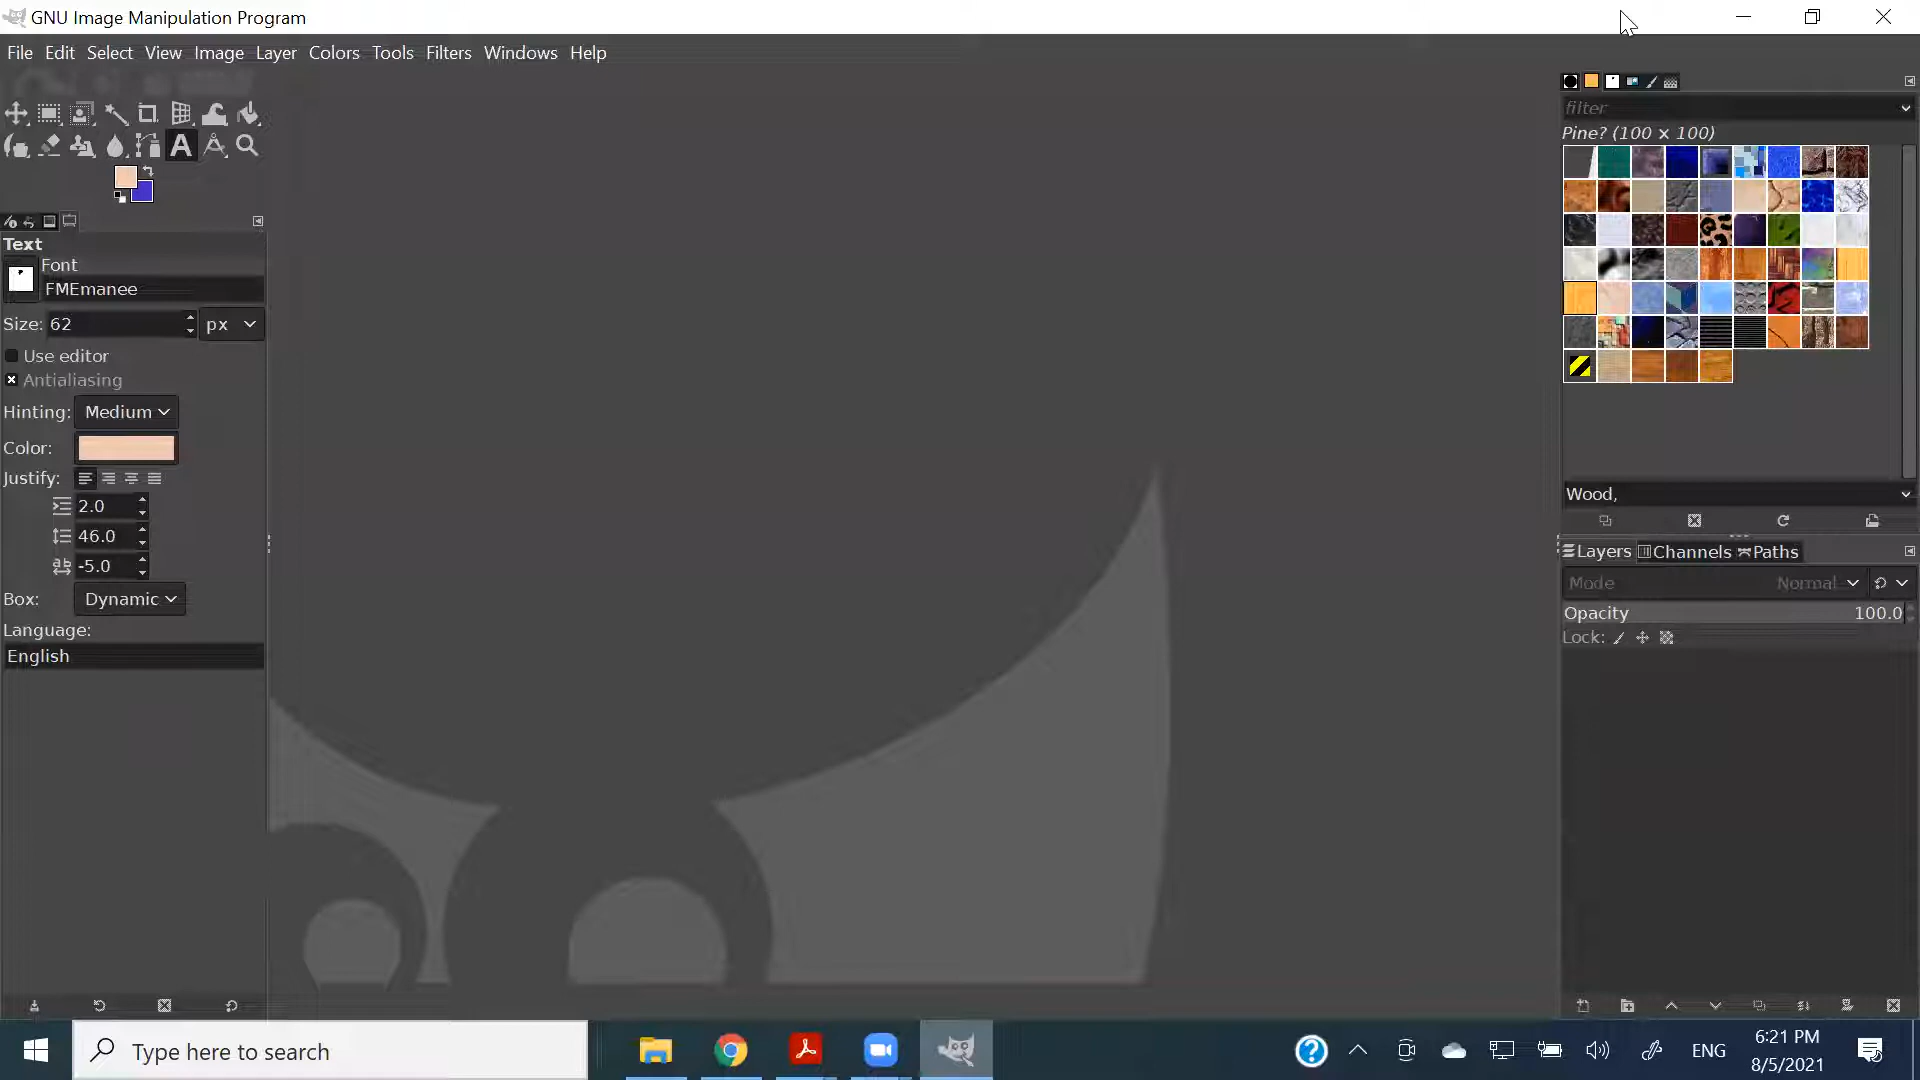 GNU Image Manipulation Program
File Edit Select View Image Layer Colors Tools Filters Windows Help
filter
Pine? (100 × 100)
Text
Font
FMEmanee
Size: 62 px
Use editor
Antialiasing
Hinting: Medium
Color:
Justify:
2.0
46.0
-5.0
Box: Dynamic
Language:
English
Wood,
Layers Channels Paths
Mode Normal
Opacity 100.0
Lock:
Type here to search
ENG
6:21 PM
8/5/2021